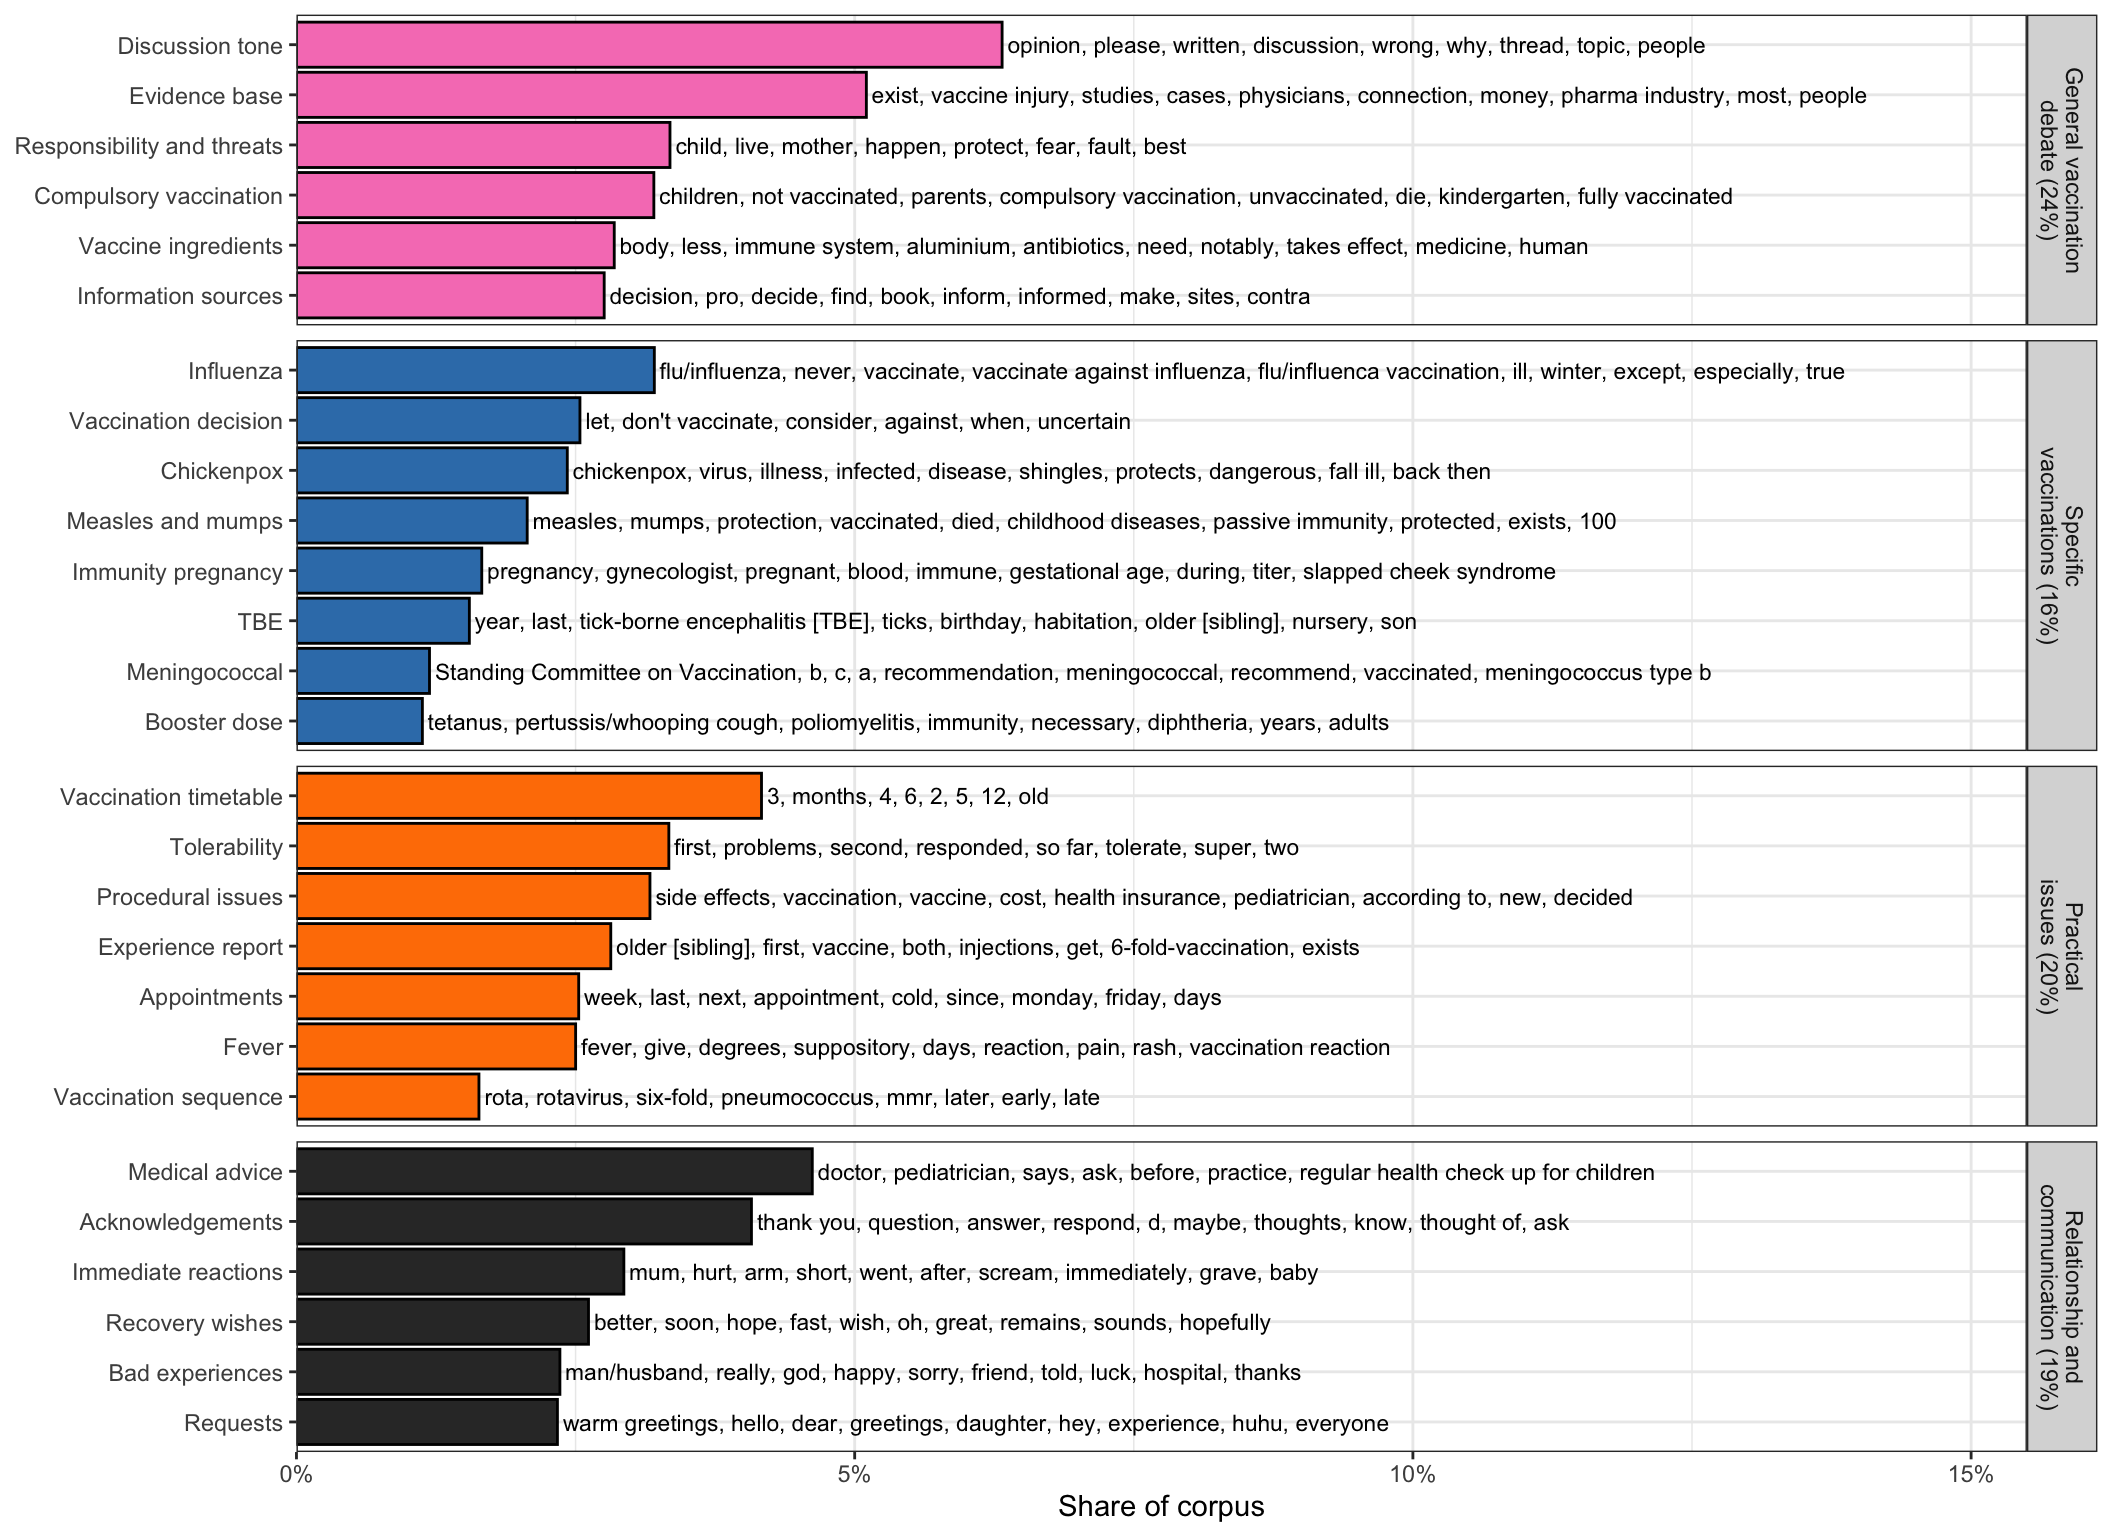 Discussion tone opinion, please, written, discussion, wrong, why, thread, topic, people
Evidence base exist, vaccine injury, studies, cases, physicians, connection, money, pharma industry, most, people
Responsibility and threats child, live, mother, happen, protect, fear, fault, best
Compulsory vaccination children, not vaccinated, parents, compulsory vaccination, unvaccinated, die, kindergarten, fully vaccinated
Vaccine ingredients body, less, immune system, aluminium, antibiotics, need, notably, takes effect, medicine, human
Information sources decision, pro, decide, find, book, inform, informed, make, sites, contra
General vaccination
debate (24%)
Influenza flu/influenza, never, vaccinate, vaccinate against influenza, flu/influenca vaccination, ill, winter, except, especially, true
Vaccination decision let, don't vaccinate, consider, against, when, uncertain
Chickenpox chickenpox, virus, illness, infected, disease, shingles, protects, dangerous, fall ill, back then
Measles and mumps measles, mumps, protection, vaccinated, died, childhood diseases, passive immunity, protected, exists, 100
Immunity pregnancy pregnancy, gynecologist, pregnant, blood, immune, gestational age, during, titer, slapped cheek syndrome
TBE year, last, tick-borne encephalitis [TBE], ticks, birthday, habitation, older [sibling], nursery, son
Meningococcal Standing Committee on Vaccination, b, c, a, recommendation, meningococcal, recommend, vaccinated, meningococcus type b
Booster dose tetanus, pertussis/whooping cough, poliomyelitis, immunity, necessary, diphtheria, years, adults
Specific
vaccinations (16%)
Vaccination timetable 3, months, 4, 6, 2, 5, 12, old
Tolerability first, problems, second, responded, so far, tolerate, super, two
Procedural issues side effects, vaccination, vaccine, cost, health insurance, pediatrician, according to, new, decided
Experience report older [sibling], first, vaccine, both, injections, get, 6-fold-vaccination, exists
Appointments week, last, next, appointment, cold, since, monday, friday, days
Fever fever, give, degrees, suppository, days, reaction, pain, rash, vaccination reaction
Vaccination sequence rota, rotavirus, six-fold, pneumococcus, mmr, later, early, late
Practical
issues (20%)
Medical advice doctor, pediatrician, says, ask, before, practice, regular health check up for children
Acknowledgements thank you, question, answer, respond, d, maybe, thoughts, know, thought of, ask
Immediate reactions mum, hurt, arm, short, went, after, scream, immediately, grave, baby
Recovery wishes better, soon, hope, fast, wish, oh, great, remains, sounds, hopefully
Bad experiences man/husband, really, god, happy, sorry, friend, told, luck, hospital, thanks
Requests warm greetings, hello, dear, greetings, daughter, hey, experience, huhu, everyone
Relationship and
communication (19%)
0% 5% 10% 15%
Share of corpus